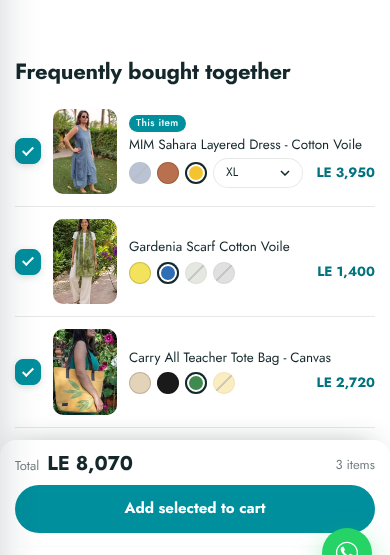 Frequently bought together
This item
MIM Sahara Layered Dress - Cotton Voile
XL
LE 3,950
Gardenia Scarf Cotton Voile
LE 1,400
Carry All Teacher Tote Bag - Canvas
LE 2,720
Total LE 8,070
3 items
Add selected to cart